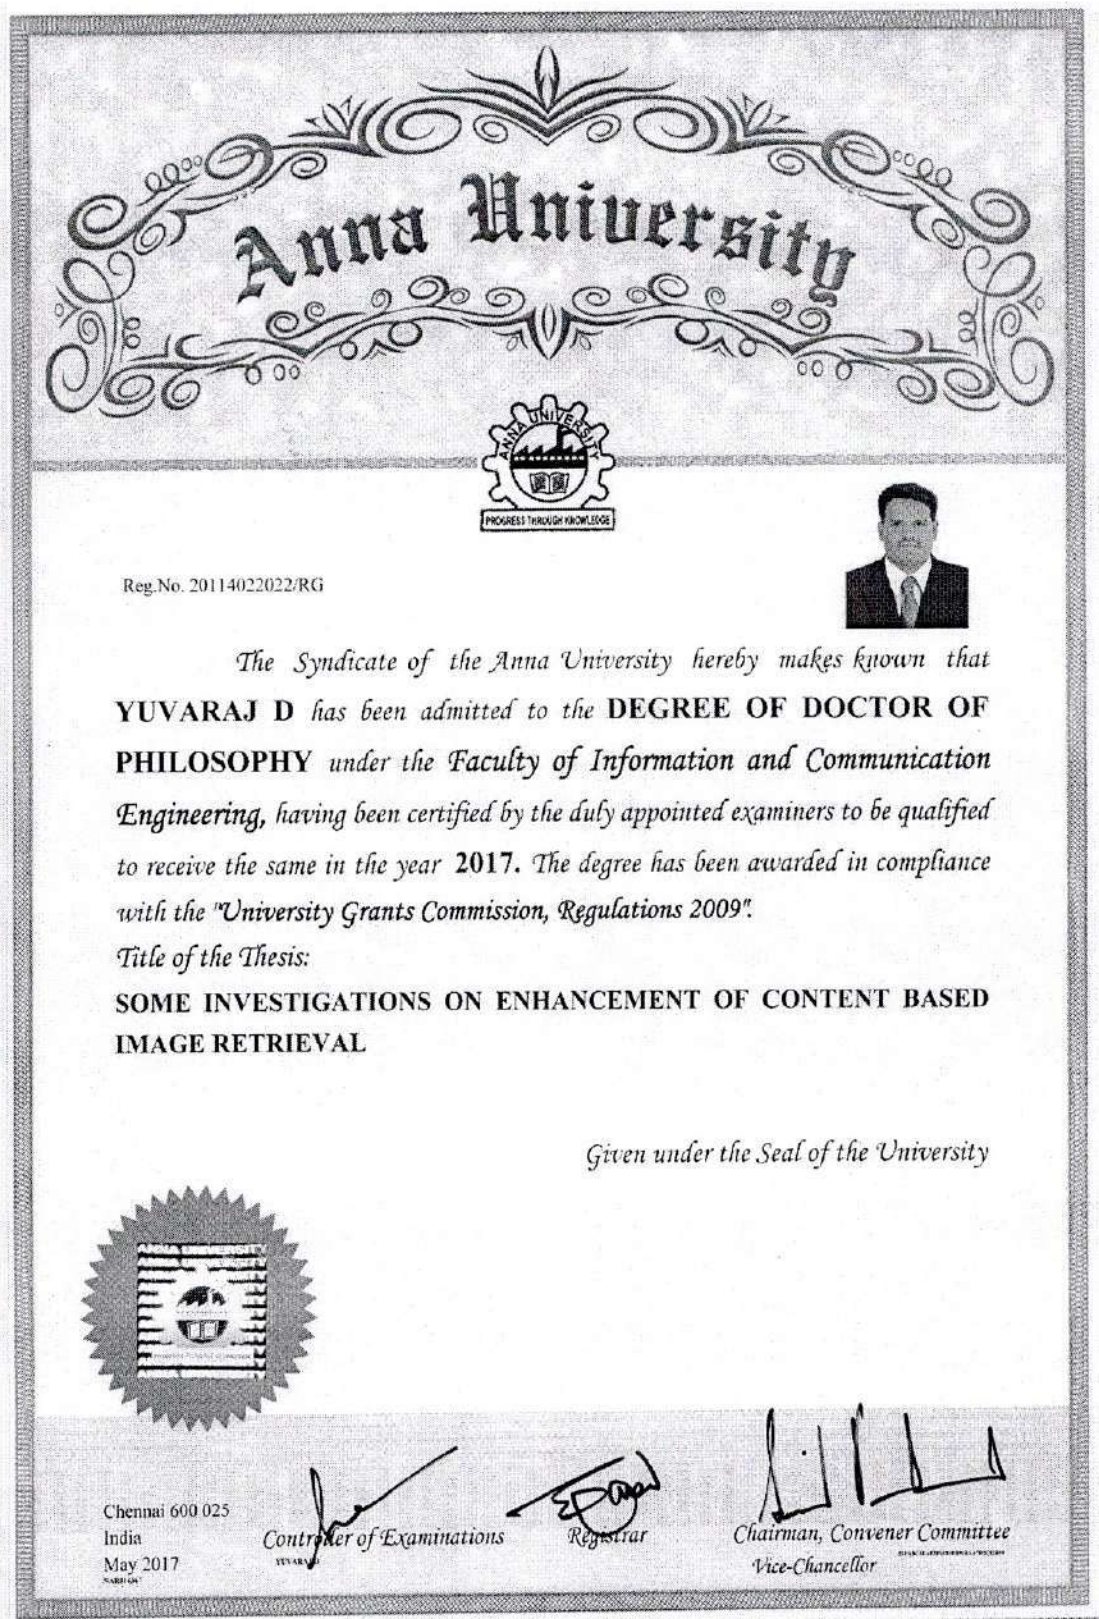 Anna University
ANNA UNIVERSITY
PROGRESS THROUGH KNOWLEDGE
Reg.No. 20114022022/RG
The Syndicate of the Anna University hereby makes known that
YUVARAJ D has been admitted to the DEGREE OF DOCTOR OF
PHILOSOPHY under the Faculty of Information and Communication
Engineering, having been certified by the duly appointed examiners to be qualified
to receive the same in the year 2017. The degree has been awarded in compliance
with the "University Grants Commission, Regulations 2009".
Title of the Thesis:
SOME INVESTIGATIONS ON ENHANCEMENT OF CONTENT BASED
IMAGE RETRIEVAL
Given under the Seal of the University
ANNA UNIVERSITY
Chennai 600 025
India
May 2017
Controller of Examinations
Registrar
Chairman, Convener Committee
Vice-Chancellor